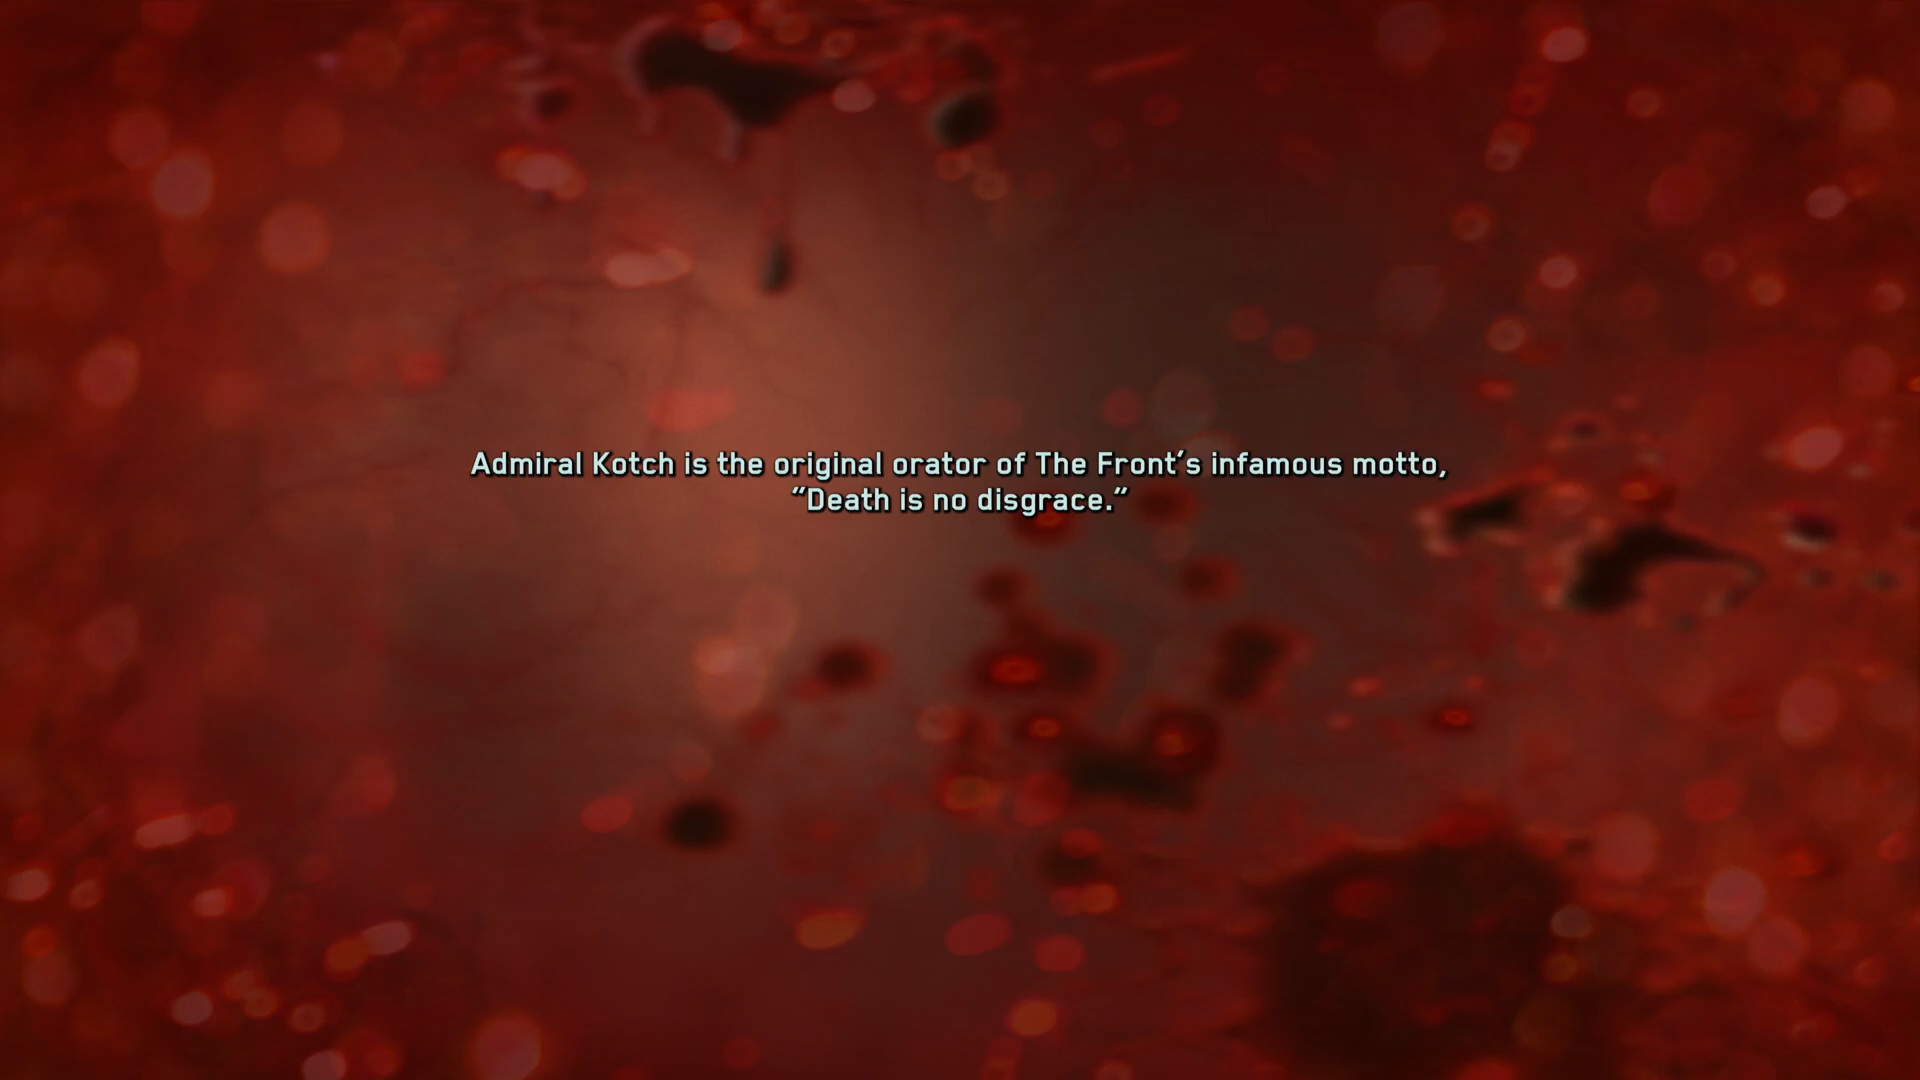 Admiral Kotch is the original orator of The Front's infamous motto,
"Death is no disgrace."